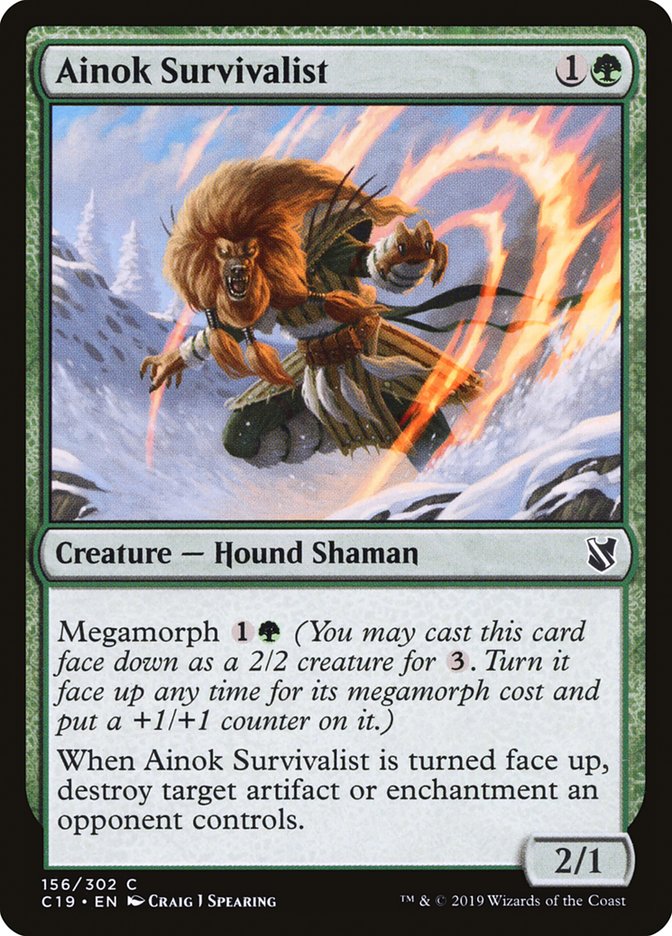 Ainok Survivalist 1
Creature — Hound Shaman
Megamorph 1 (You may cast this card
face down as a 2/2 creature for 3. Turn it
face up any time for its megamorph cost and
put a +1/+1 counter on it.)
When Ainok Survivalist is turned face up,
destroy target artifact or enchantment an
opponent controls.
2/1
156/302 C
C19 • EN Craig J Spearing
™ & © 2019 Wizards of the Coast